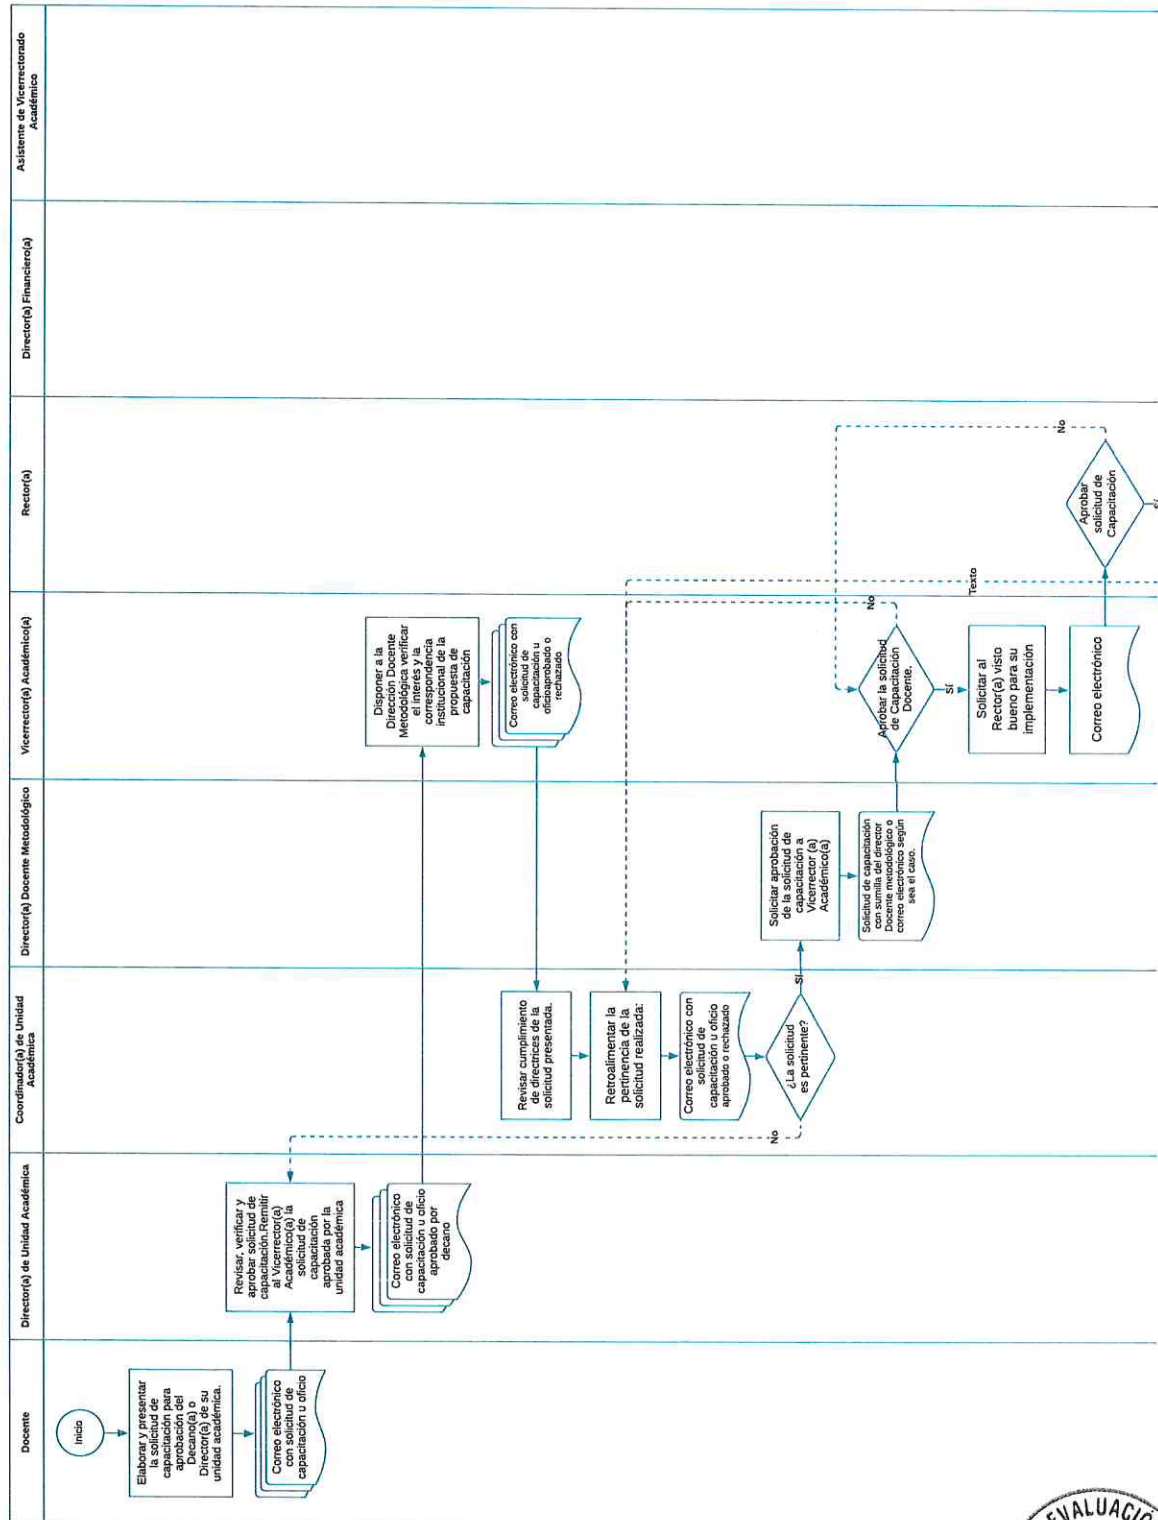 Docente
Director(a) de Unidad Académica
Coordinador(a) de Unidad
Académica
Director(a) Docente Metodológico
Vicerrector(a) Académico(a)
Rector(a)
Director(a) Financiero(a)
Asistente de Vicerrectorado
Académico
Inicio
Elaborar y presentar
la solicitud de
capacitación para
aprobación del
Decano(a) o
Director(a) de su
unidad académica.
Correo electrónico
con solicitud de
capacitación u oficio
Revisar, verificar y
aprobar solicitud de
capacitación.Remitir
al Vicerrector(a)
Académico(a) la
solicitud de
capacitación
aprobada por la
unidad académica
Correo electrónico
con solicitud de
capacitación u oficio
aprobado por
decano
Disponer a la
Dirección Docente
Metodológica verificar
el interés y la
correspondencia
institucional de la
propuesta de
capacitación
Correo electrónico con
solicitud de
capacitación u
oficioaprobado o
rechazado
Revisar cumplimiento
de directrices de la
solicitud presentada.
Retroalimentar la
pertinencia de la
solicitud realizada:
Correo electrónico con
solicitud de
capacitación u oficio
aprobado o rechazado
¿La solicitud
es pertinente?
No
Sí
Solicitar aprobación
de la solicitud de
capacitación a
Vicerrector (a)
Académico(a)
Solicitud de capacitación
con sumilla del director
Docente metodológico o
correo electrónico según
sea el caso.
Aprobar la solicitud
de Capacitación
Docente.
No
Sí
Solicitar al
Rector(a) visto
bueno para su
implementación
Correo electrónico
Texto
Aprobar
solicitud de
Capacitación
No
Sí
EVALUACIÓ